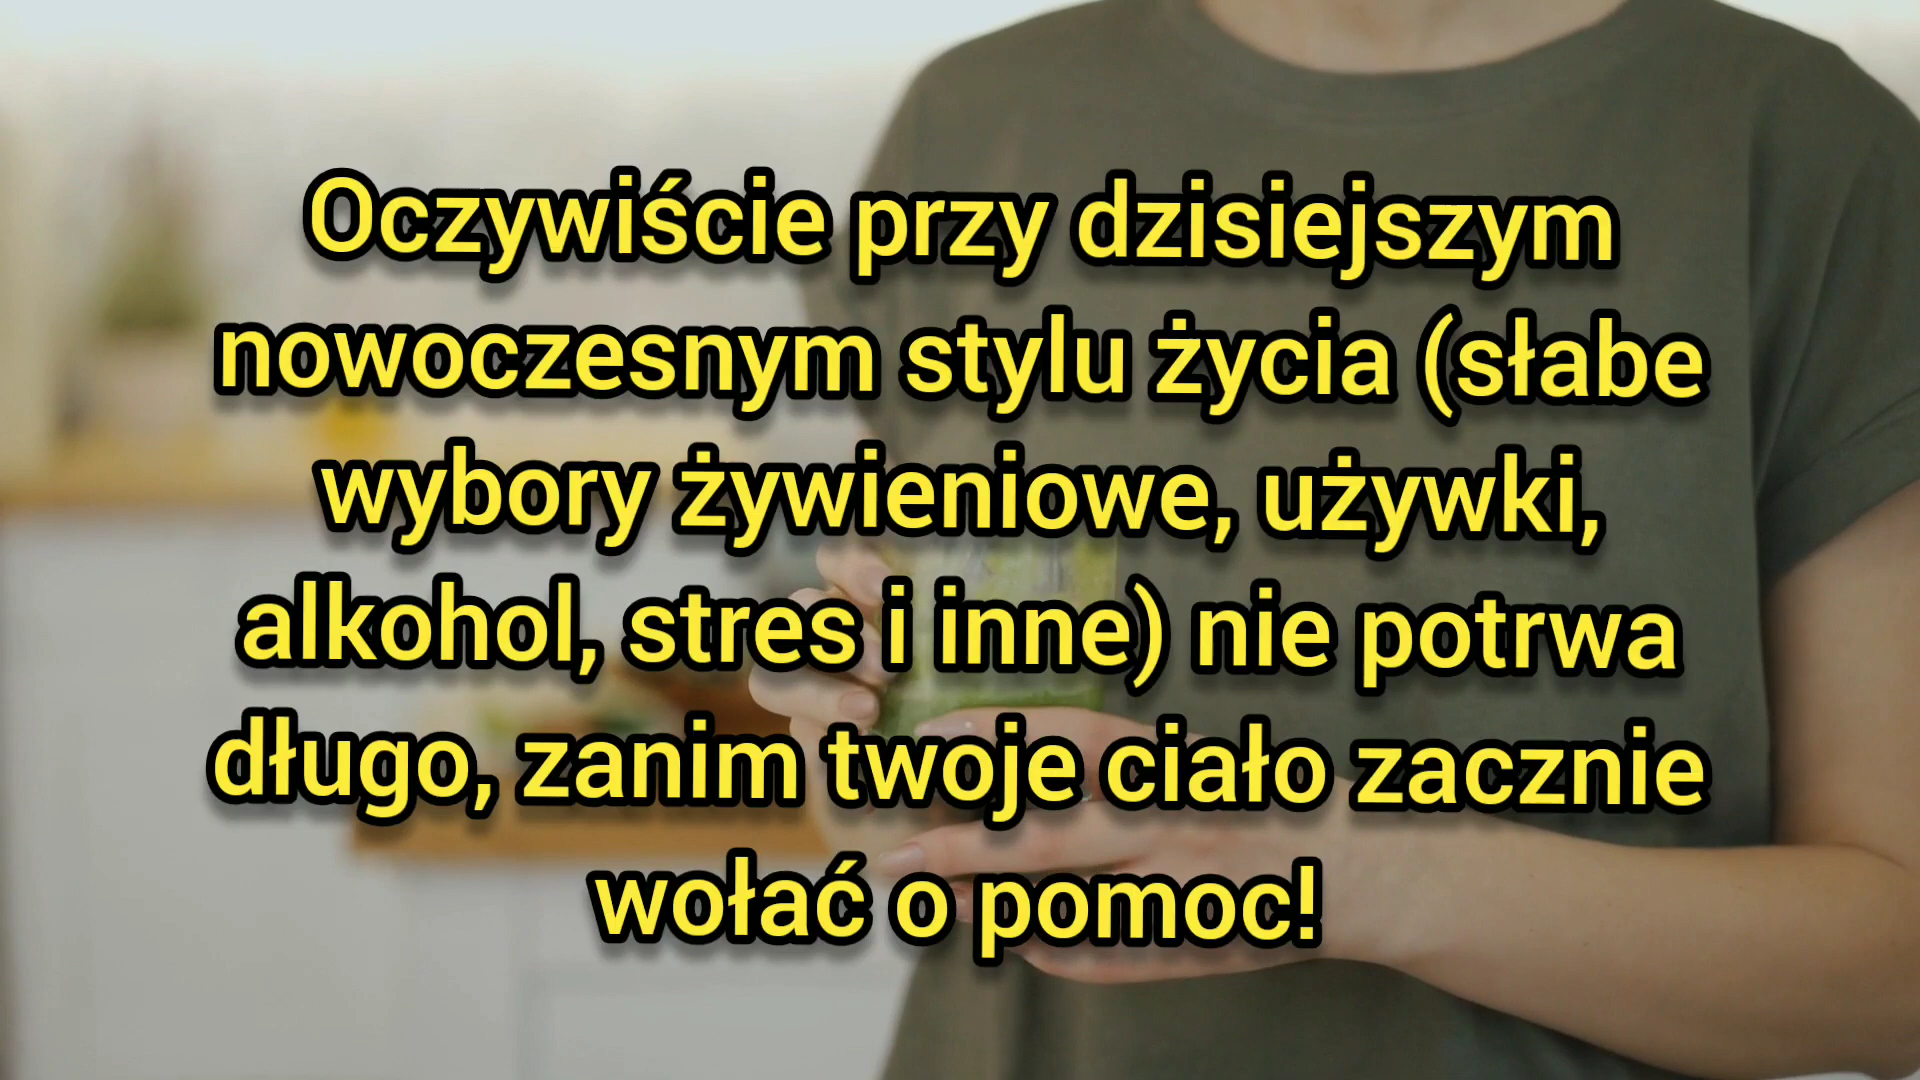 Oczywiście przy dzisiejszym
nowoczesnym stylu życia (słabe
wybory żywieniowe, używki,
alkohol, stres i inne) nie potrwa
długo, zanim twoje ciało zacznie
wołać o pomoc!